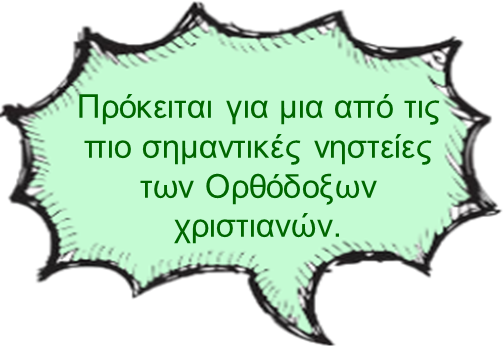 Πρόκειται για μια από τις
πιο σημαντικές νηστείες
των Ορθόδοξων
χριστιανών.